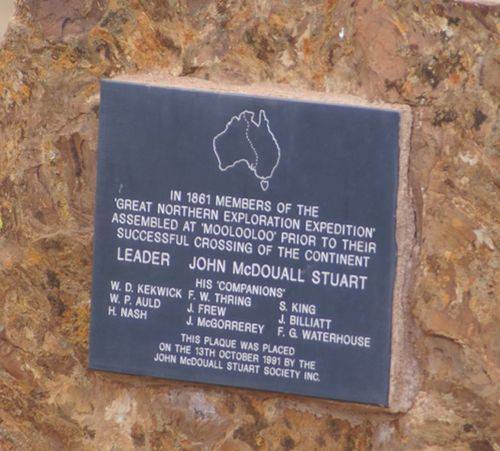 IN 1861 MEMBERS OF THE
'GREAT NORTHERN EXPLORATION EXPEDITION'
ASSEMBLED AT 'MOOLOOLOO' PRIOR TO THEIR
SUCCESSFUL CROSSING OF THE CONTINENT
LEADER JOHN McDOUALL STUART
HIS 'COMPANIONS'
W. D. KEKWICK F. W. THRING S. KING
W. P. AULD J. FREW J. BILLIATT
H. NASH J. McGORREREY F. G. WATERHOUSE
THIS PLAQUE WAS PLACED
ON THE 13TH OCTOBER 1991 BY THE
JOHN McDOUALL STUART SOCIETY INC.